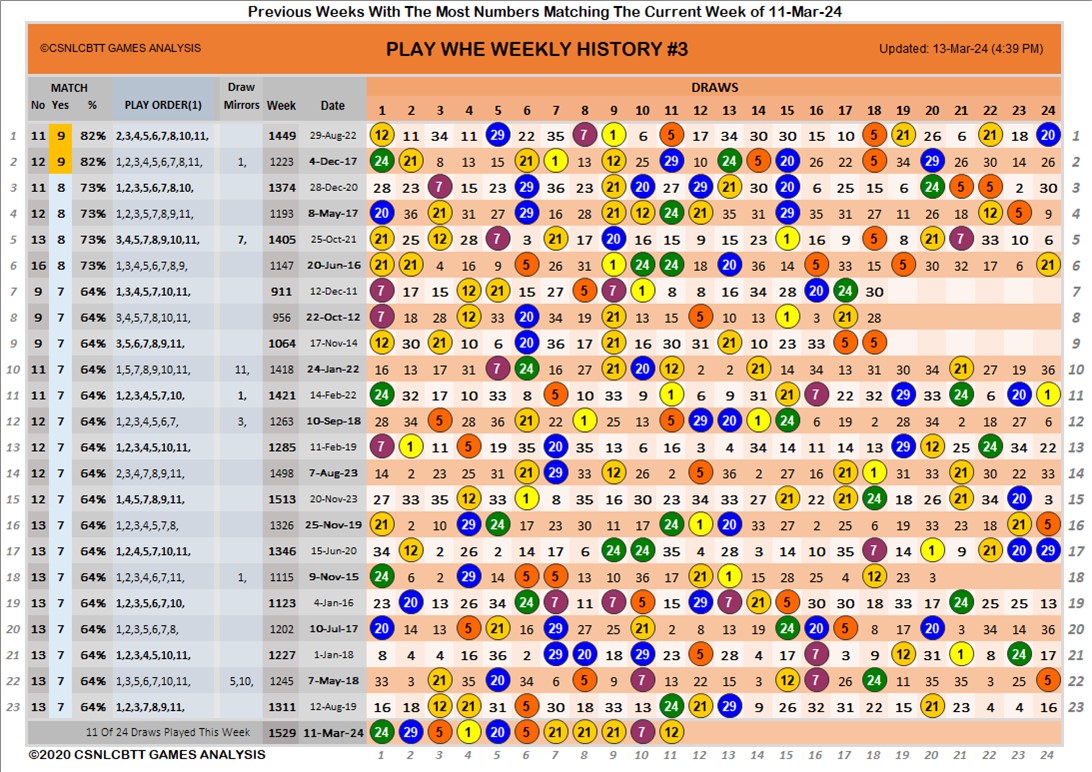 Previous Weeks With The Most Numbers Matching The Current Week of 11-Mar-24
©CSNLCBTT GAMES ANALYSIS PLAY WHE WEEKLY HISTORY #3 Updated: 13-Mar-24 (4:39 PM)
MATCH Draw DRAWS
No Yes % PLAY ORDER(1) Mirrors Week Date 1 2 3 4 5 6 7 8 9 10 11 12 13 14 15 16 17 18 19 20 21 22 23 24
1 11 9 82% 2,3,4,5,6,7,8,10,11, 1449 29-Aug-22 12 11 34 11 29 22 35 7 1 6 5 17 34 30 15 10 5 21 26 6 22 18 20 1
2 12 9 82% 1,2,3,4,5,6,7,8,11, 1, 1223 4-Dec-17 24 21 8 13 15 21 1 13 12 25 29 10 24 5 20 26 22 5 34 29 26 30 14 26 2
3 11 8 73% 1,2,3,5,6,7,8,10, 1374 28-Dec-20 28 23 7 15 23 29 36 23 21 20 27 29 21 30 20 6 25 15 6 24 5 5 2 30 3
4 12 8 73% 1,2,3,5,7,8,9,11, 1193 8-May-17 20 36 21 31 27 29 16 28 21 12 24 21 35 31 29 35 31 27 11 26 18 22 5 9 4
5 13 8 73% 3,4,5,7,8,9,10,11, 7, 1405 25-Oct-21 21 25 12 28 7 3 21 17 20 16 15 9 15 23 1 16 9 5 8 21 7 33 10 6 5
6 16 8 73% 1,3,4,5,6,7,8,9, 1147 20-Jun-16 21 21 4 16 9 5 26 31 1 24 24 18 20 36 14 5 33 15 5 30 32 17 6 21 6
7 9 7 64% 1,3,4,5,7,10,11, 911 12-Dec-11 7 17 15 12 21 15 27 5 7 1 8 8 16 34 28 20 24 30 7
8 9 7 64% 3,4,5,7,8,10,11, 956 22-Oct-12 7 18 28 12 33 20 34 19 21 8 12 5 10 13 1 3 21 28 8
9 9 7 64% 3,5,6,7,8,9,11, 1064 17-Nov-14 12 30 21 10 6 20 36 17 21 16 30 31 21 10 23 33 5 5 9
10 11 7 64% 1,5,7,8,9,10,11, 11, 1418 24-Jan-22 16 13 17 31 7 24 16 27 21 20 12 2 2 21 14 34 13 31 30 34 21 27 19 36 10
11 11 7 64% 1,2,3,4,5,7,10, 1, 1421 14-Feb-22 24 32 17 10 33 8 5 10 33 9 1 6 9 31 21 7 22 33 29 33 24 6 20 1 11
12 12 7 64% 1,2,3,4,5,6,7, 3, 1263 10-Sep-18 28 34 5 28 36 21 22 1 25 13 5 29 20 1 24 6 19 2 28 34 2 18 27 6 12
13 12 7 64% 1,2,3,4,5,10,11, 1285 11-Feb-19 7 1 11 5 19 35 20 35 13 6 16 3 4 4 34 14 11 14 13 29 12 25 24 34 22 13
14 12 7 64% 2,3,4,7,8,9,11, 1498 7-Aug-23 14 2 23 25 31 21 29 33 12 26 2 5 36 2 27 16 21 1 31 33 21 30 22 33 14
15 12 7 64% 1,4,5,7,8,9,11, 1513 20-Nov-23 27 33 35 12 33 1 8 35 16 30 23 34 33 27 21 22 21 24 18 26 21 34 20 3 15
16 13 7 64% 1,2,3,4,5,7,8, 1326 25-Nov-19 21 2 10 29 24 17 23 30 11 17 24 1 20 33 27 2 25 6 19 33 23 18 21 5 16
17 13 7 64% 1,2,4,5,7,10,11, 1346 15-Jun-20 34 12 2 26 2 14 17 6 24 24 35 4 28 3 14 10 35 7 14 1 9 21 20 29 17
18 13 7 64% 1,2,3,4,6,7,11, 1, 1115 9-Nov-15 24 6 2 29 14 5 5 13 10 36 17 21 1 15 28 25 4 12 23 3 18
19 13 7 64% 1,2,3,5,6,7,10, 1123 4-Jan-16 23 20 13 26 34 24 7 11 7 5 15 29 7 21 5 30 30 18 33 17 24 25 25 13 19
20 13 7 64% 1,2,3,5,6,7,8, 1202 10-Jul-17 20 14 13 5 21 16 29 27 25 21 2 8 13 19 24 20 5 8 17 20 3 34 14 36 20
21 13 7 64% 1,2,3,4,5,10,11, 1227 1-Jan-18 8 4 4 16 36 2 29 20 18 29 23 5 28 4 17 7 3 9 12 31 1 8 24 17 21
22 13 7 64% 1,3,5,6,7,10,11, 5,10, 1245 7-May-18 33 3 21 35 20 34 6 5 9 7 13 22 15 3 12 7 26 24 11 35 35 3 25 5 22
23 13 7 64% 1,2,3,7,8,9,11, 1311 12-Aug-19 16 18 12 21 31 5 30 18 33 13 24 21 29 9 25 32 16 31 15 21 23 4 4 16 23
11 Of 24 Draws Played This Week 1529 11-Mar-24 24 29 5 1 20 5 21 21 21 7 12
©2020 CSNLCBTT GAMES ANALYSIS 1 2 3 4 5 6 7 8 9 10 11 12 13 14 15 16 17 18 19 20 21 22 23 24